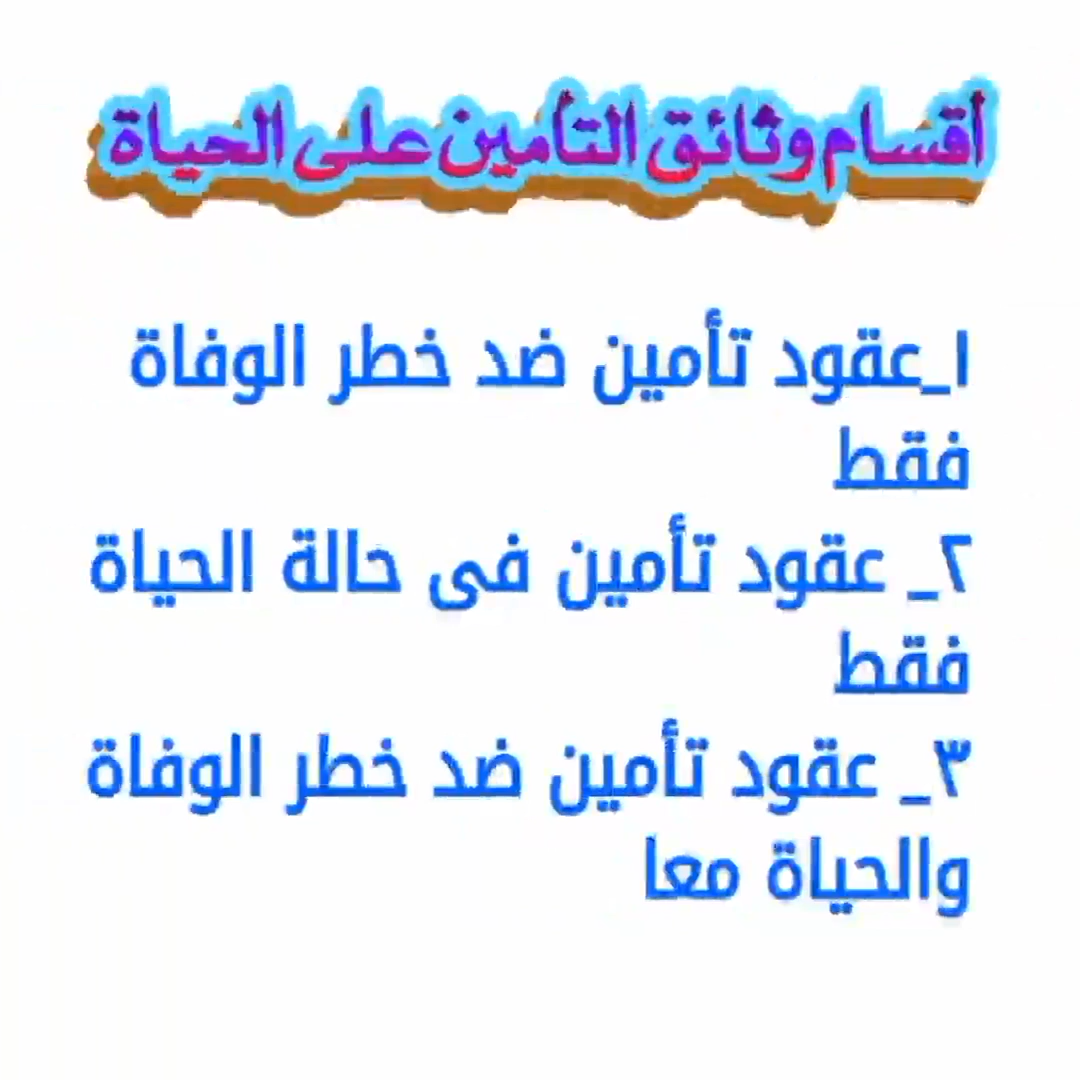 أقسام وثائق التأمين على الحياة
١_عقود تأمين ضد خطر الوفاة
فقط
٢_ عقود تأمين فى حالة الحياة
فقط
٣_ عقود تأمين ضد خطر الوفاة
والحياة معا